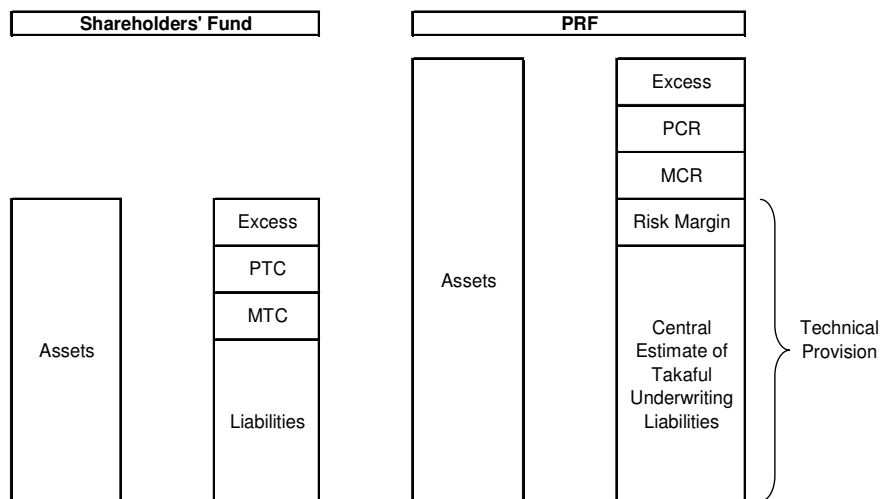 Shareholders' Fund
PRF
Excess
PCR
MCR
Risk Margin
Excess
PTC
MTC
Assets
Liabilities
Assets
Central
Estimate of
Takaful
Underwriting
Liabilities
Technical
Provision